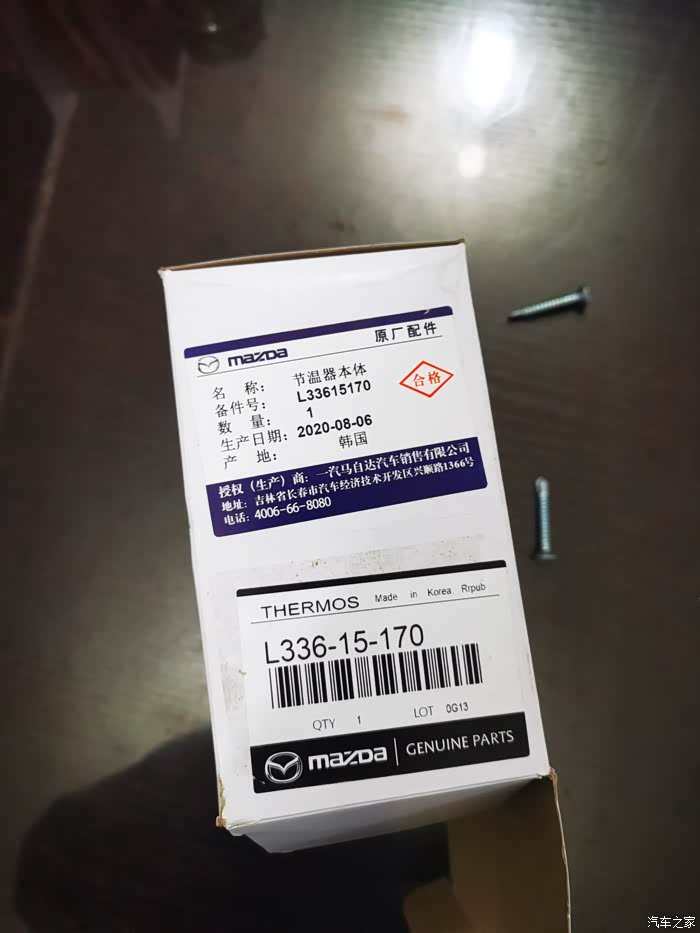 mazda
原厂配件
名 称: 节温器本体
备件号: L33615170
数 量: 1
生产日期: 2020-08-06
产 地: 韩国
合格
授权(生产)商: 一汽马自达汽车销售有限公司
地址: 吉林省长春市汽车经济技术开发区兴顺路1366号
电话: 4006-66-8080
THERMOS Made in Korea. Rrpub
L336-15-170
QTY 1 LOT 0G13
mazda GENUINE PARTS
汽车之家